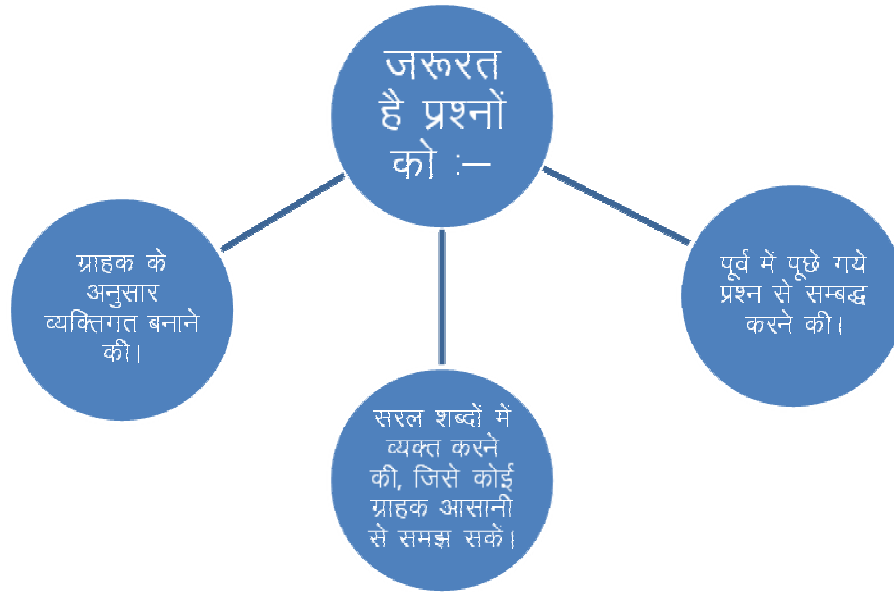 जरूरत
है प्रश्नों
को :—
ग्राहक के
अनुसार
व्यक्तिगत बनाने
की।
सरल शब्दों में
व्यक्त करने
की, जिसे कोई
ग्राहक आसानी
से समझ सकें।
पूर्व में पूछे गये
प्रश्न से सम्बद्ध
करने की।